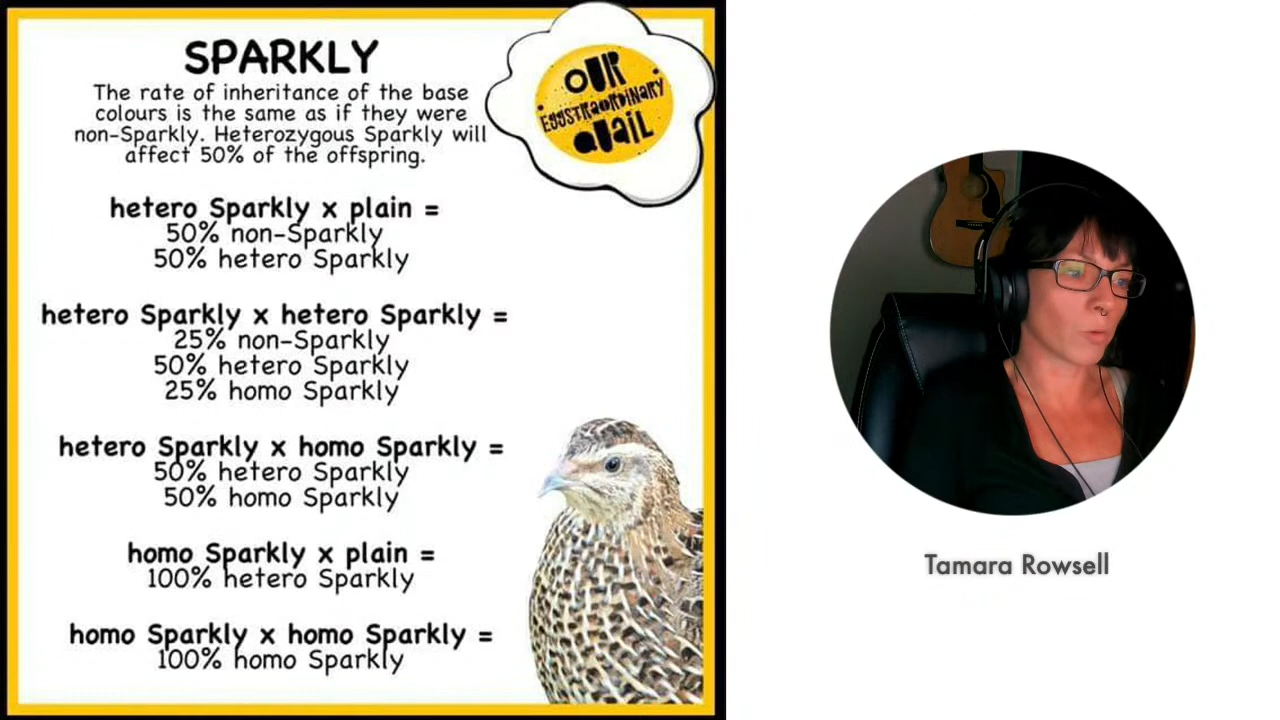 SPARKLY
The rate of inheritance of the base
colours is the same as if they were
non-Sparkly. Heterozygous Sparkly will
affect 50% of the offspring.
hetero Sparkly x plain =
50% non-Sparkly
50% hetero Sparkly
hetero Sparkly x hetero Sparkly =
25% non-Sparkly
50% hetero Sparkly
25% homo Sparkly
hetero Sparkly x homo Sparkly =
50% hetero Sparkly
50% homo Sparkly
homo Sparkly x plain =
100% hetero Sparkly
homo Sparkly x homo Sparkly =
100% homo Sparkly
OUR
EGGSTRAORDINARY
QUAIL
Tamara Rowsell